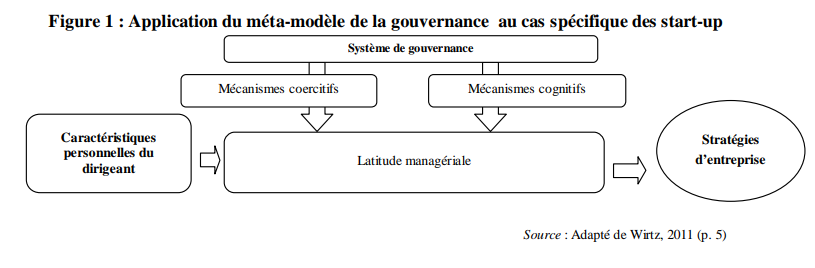 Figure 1 : Application du méta-modèle de la gouvernance au cas spécifique des start-up
Système de gouvernance
Mécanismes coercitifs
Mécanismes cognitifs
Caractéristiques
personnelles du
dirigeant
Latitude managériale
Stratégies
d'entreprise
Source : Adapté de Wirtz, 2011 (p. 5)